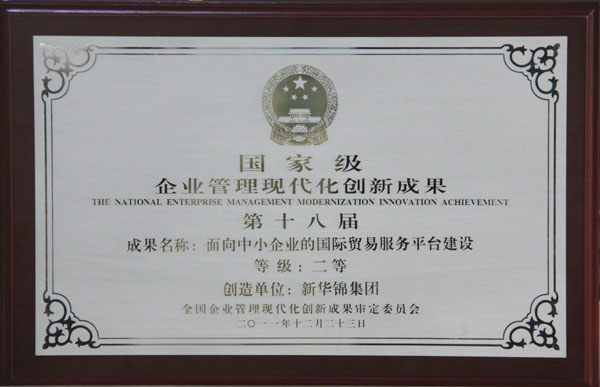 国家级
企业管理现代化创新成果
THE NATIONAL ENTERPRISE MANAGEMENT MODERNIZATION INNOVATION ACHIEVEMENT
第十八届
成果名称：面向中小企业的国际贸易服务平台建设
等级：二等
创造单位：新华锦集团
全国企业管理现代化创新成果审定委员会
二〇一一年十二月二十三日